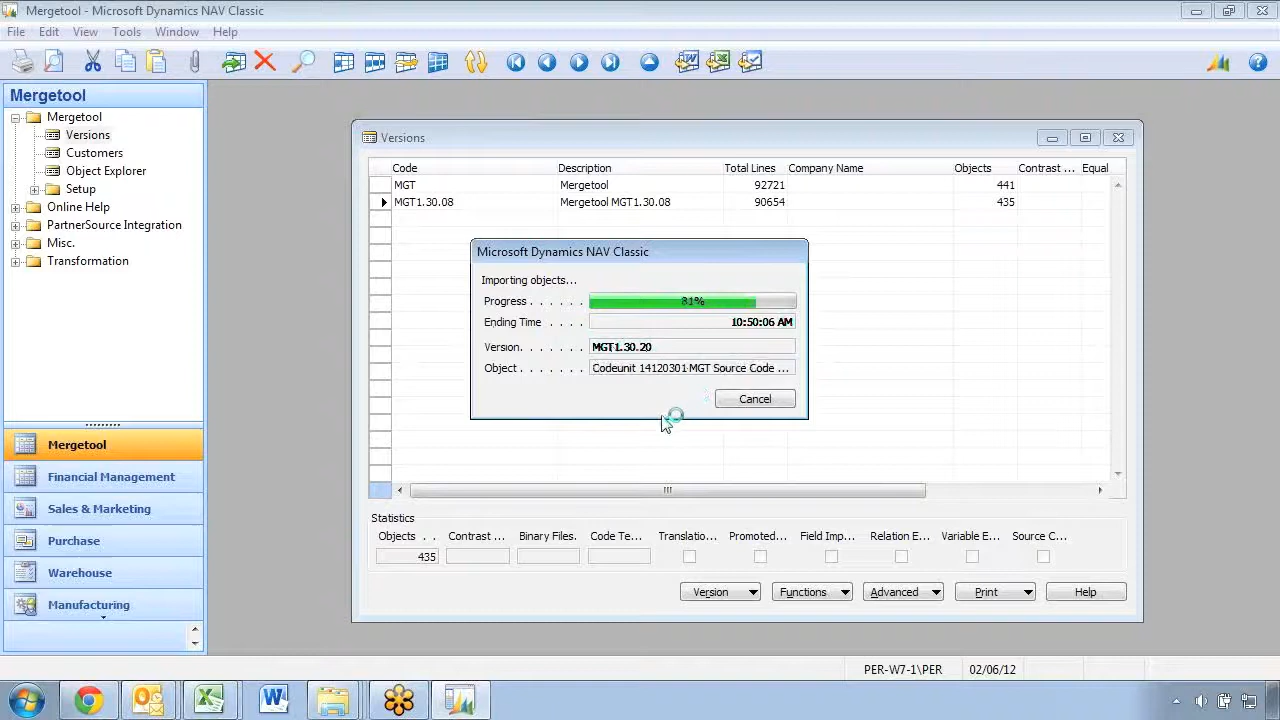 Mergetool - Microsoft Dynamics NAV Classic
File Edit View Tools Window Help
Mergetool
Mergetool
Versions
Customers
Object Explorer
Setup
Online Help
PartnerSource Integration
Misc.
Transformation
Mergetool
Financial Management
Sales & Marketing
Purchase
Warehouse
Manufacturing
Versions
Code Description Total Lines Company Name Objects Contrast ... Equal
MGT Mergetool 92721 441
MGT1.30.08 Mergetool MGT1.30.08 90654 435
Microsoft Dynamics NAV Classic
Importing objects...
Progress . . . . . . 81%
Ending Time . . . . 10:50:06 AM
Version. . . . . . . MGT1.30.20
Object . . . . . . . Codeunit 14120301 MGT Source Code ...
Cancel
Statistics
Objects . . Contrast ... Binary Files. Code Te... Translatio... Promoted... Field Imp... Relation E... Variable E... Source C...
435
Version Functions Advanced Print Help
PER-W7-1\PER 02/06/12